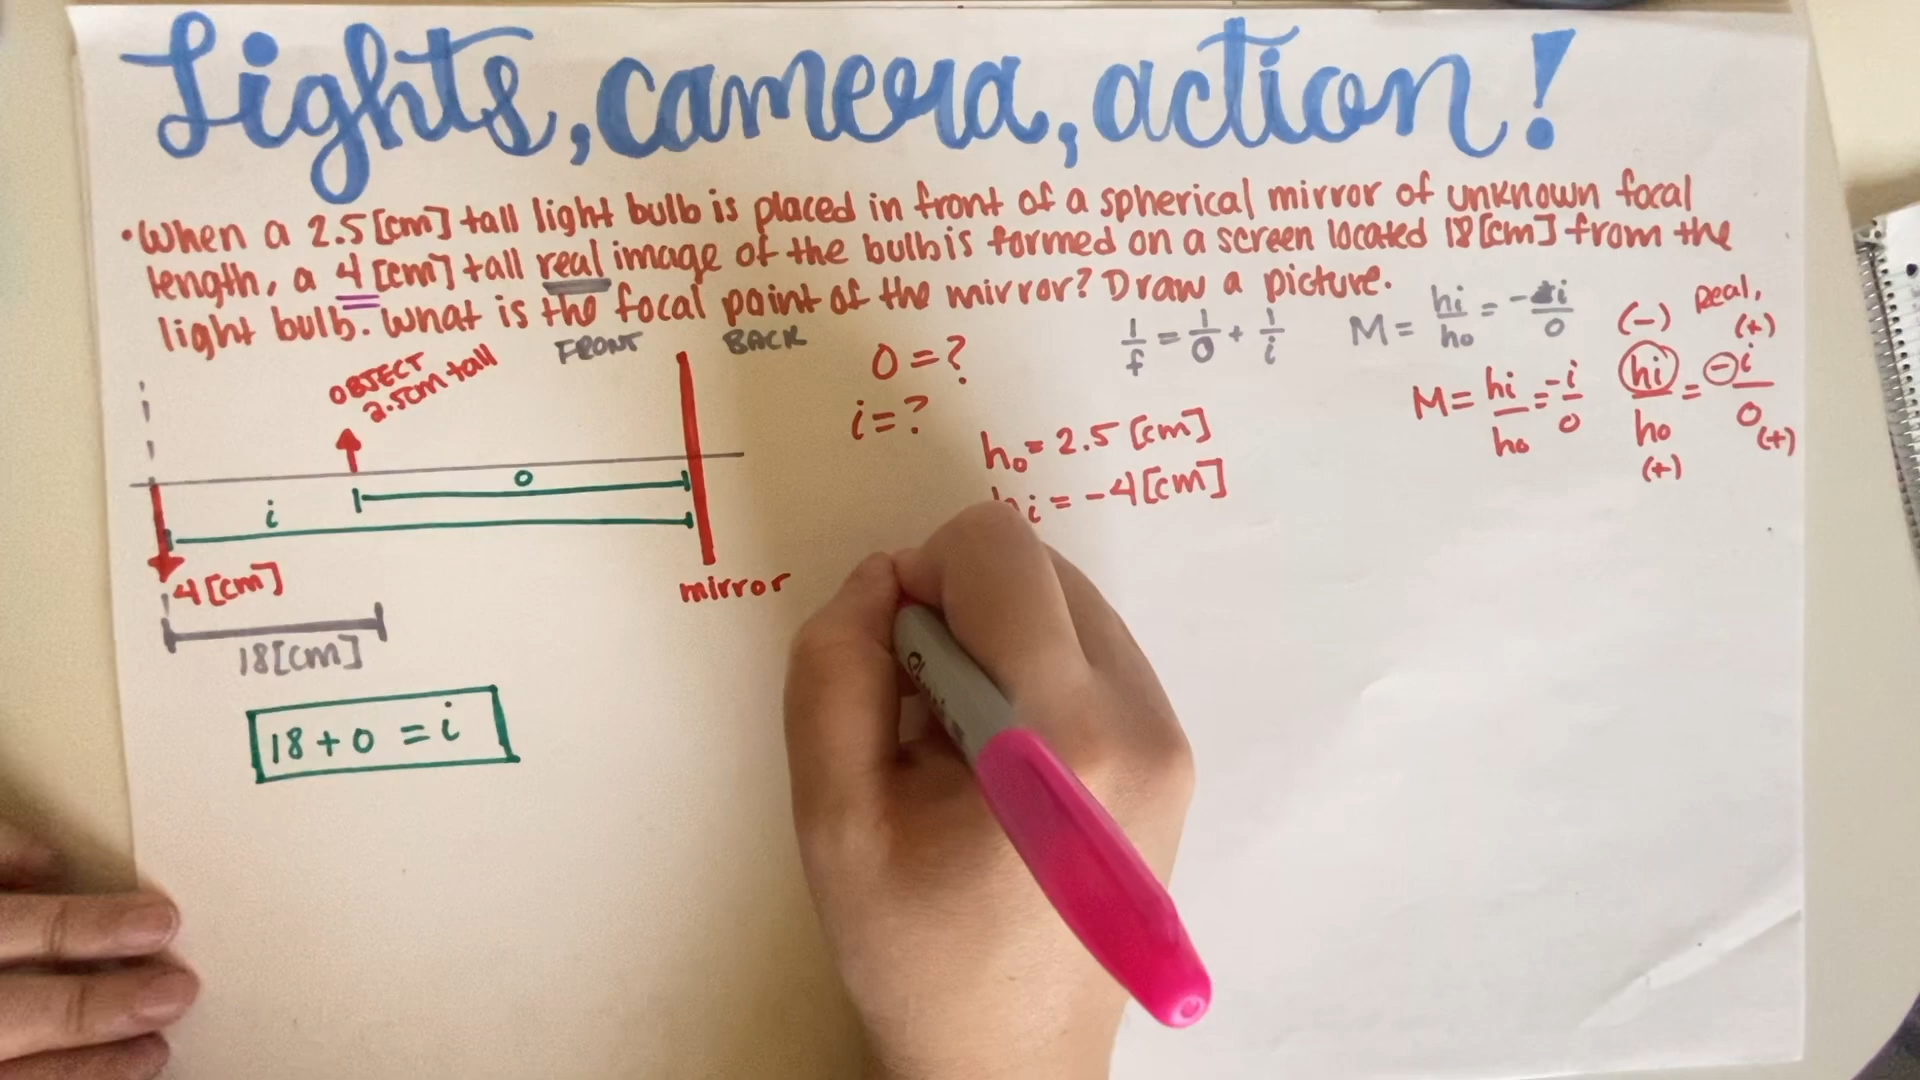 Lights, camera, action!
• When a 2.5 [cm] tall light bulb is placed in front of a spherical mirror of unknown focal
length, a 4 [cm] tall real image of the bulb is formed on a screen located 18 [cm] from the
light bulb. What is the focal point of the mirror? Draw a picture.
FRONT BACK
OBJECT
2.5cm tall
o
i
4 [cm]
mirror
18 [cm]
18 + o = i
o = ?
i = ?
ho = 2.5 [cm]
hi = -4 [cm]
1/f = 1/o + 1/i
M = hi/ho = -i/o
M = hi/ho = -i/o
(-) real,
(+)
hi/ho = -i/o
(+) (+)